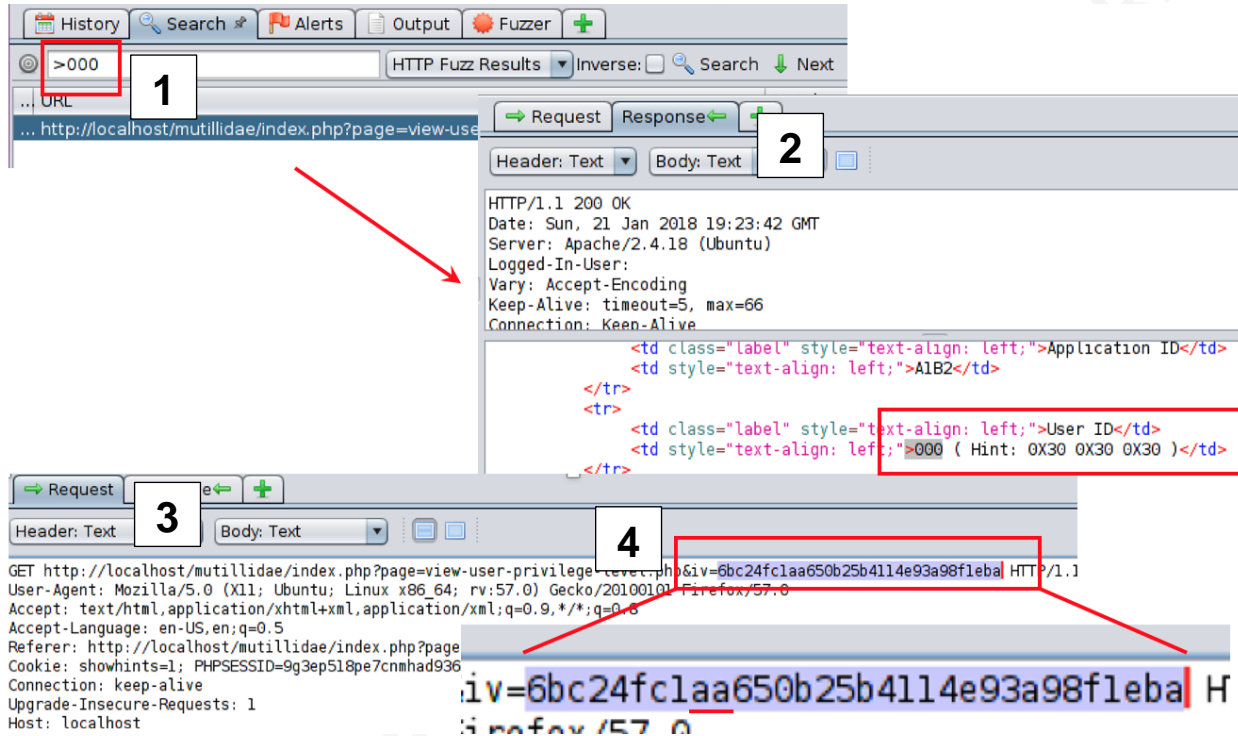 History Search Alerts Output Fuzzer
>000 HTTP Fuzz Results Inverse: Search Next
1
... URL
... http://localhost/mutillidae/index.php?page=view-use
Request Response
2
Header: Text Body: Text
HTTP/1.1 200 OK
Date: Sun, 21 Jan 2018 19:23:42 GMT
Server: Apache/2.4.18 (Ubuntu)
Logged-In-User:
Vary: Accept-Encoding
Keep-Alive: timeout=5, max=66
Connection: Keep-Alive
<td class="label" style="text-align: left;">Application ID</td>
<td style="text-align: left;">A1B2</td>
</tr>
<tr>
<td class="label" style="text-align: left;">User ID</td>
<td style="text-align: left;">000 ( Hint: 0X30 0X30 0X30 )</td>
</tr>
Request e
3
Header: Text Body: Text
4
GET http://localhost/mutillidae/index.php?page=view-user-privilege-level.php&iv=6bc24fc1aa650b25b4114e93a98f1eba HTTP/1.1
User-Agent: Mozilla/5.0 (X11; Ubuntu; Linux x86_64; rv:57.0) Gecko/20100101 Firefox/57.0
Accept: text/html,application/xhtml+xml,application/xml;q=0.9,*/*;q=0.8
Accept-Language: en-US,en;q=0.5
Referer: http://localhost/mutillidae/index.php?page
Cookie: showhints=1; PHPSESSID=9g3ep518pe7cnmhad936
Connection: keep-alive
Upgrade-Insecure-Requests: 1
Host: localhost
iv=6bc24fc1aa650b25b4114e93a98f1eba H
irefox/57.0